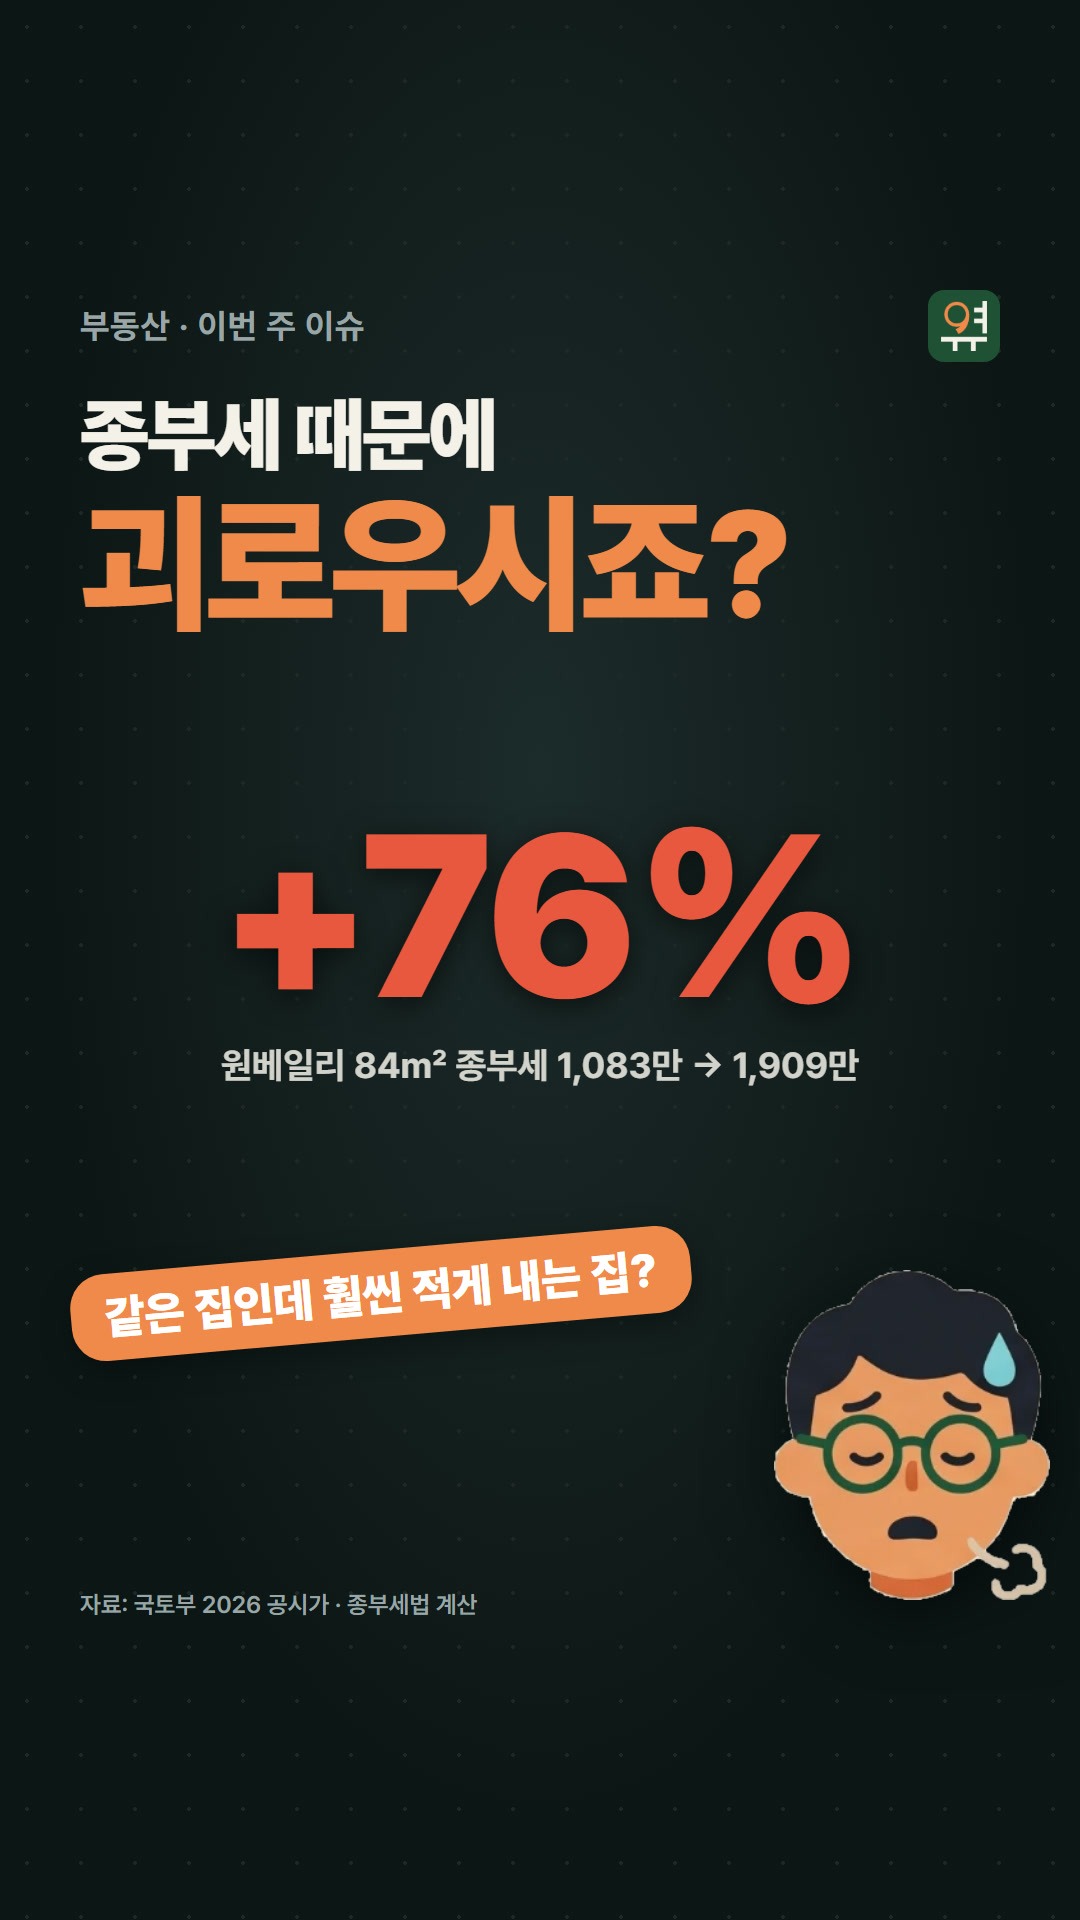 부동산 · 이번 주 이슈
종부세 때문에
괴로우시죠?
+76%
원베일리 84m² 종부세 1,083만 → 1,909만
같은 집인데 훨씬 적게 내는 집?
자료: 국토부 2026 공시가 · 종부세법 계산